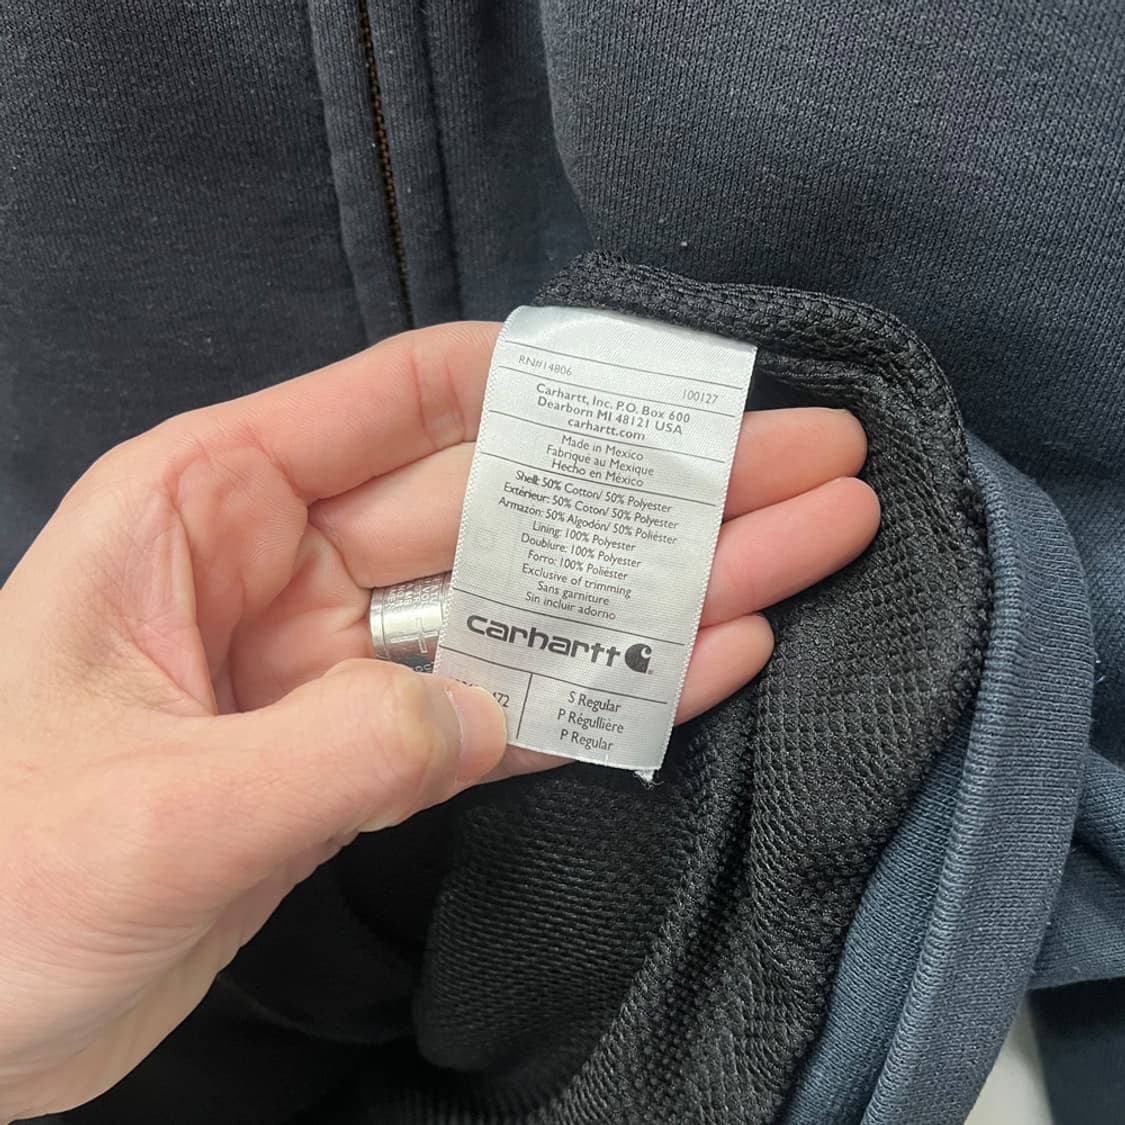 RN#14806
100127
Carhartt, Inc. P.O. Box 600
Dearborn MI 48121 USA
carhartt.com
Made in Mexico
Fabriqué au Mexique
Hecho en México
Shell: 50% Cotton/ 50% Polyester
Extérieur: 50% Coton/ 50% Polyester
Armazon: 50% Algodón/ 50% Poliéster
Lining: 100% Polyester
Doublure: 100% Polyester
Forro: 100% Poliéster
Exclusive of trimming
Sans garniture
Sin incluir adorno
carhartt
S Regular
P Régullière
P Regular